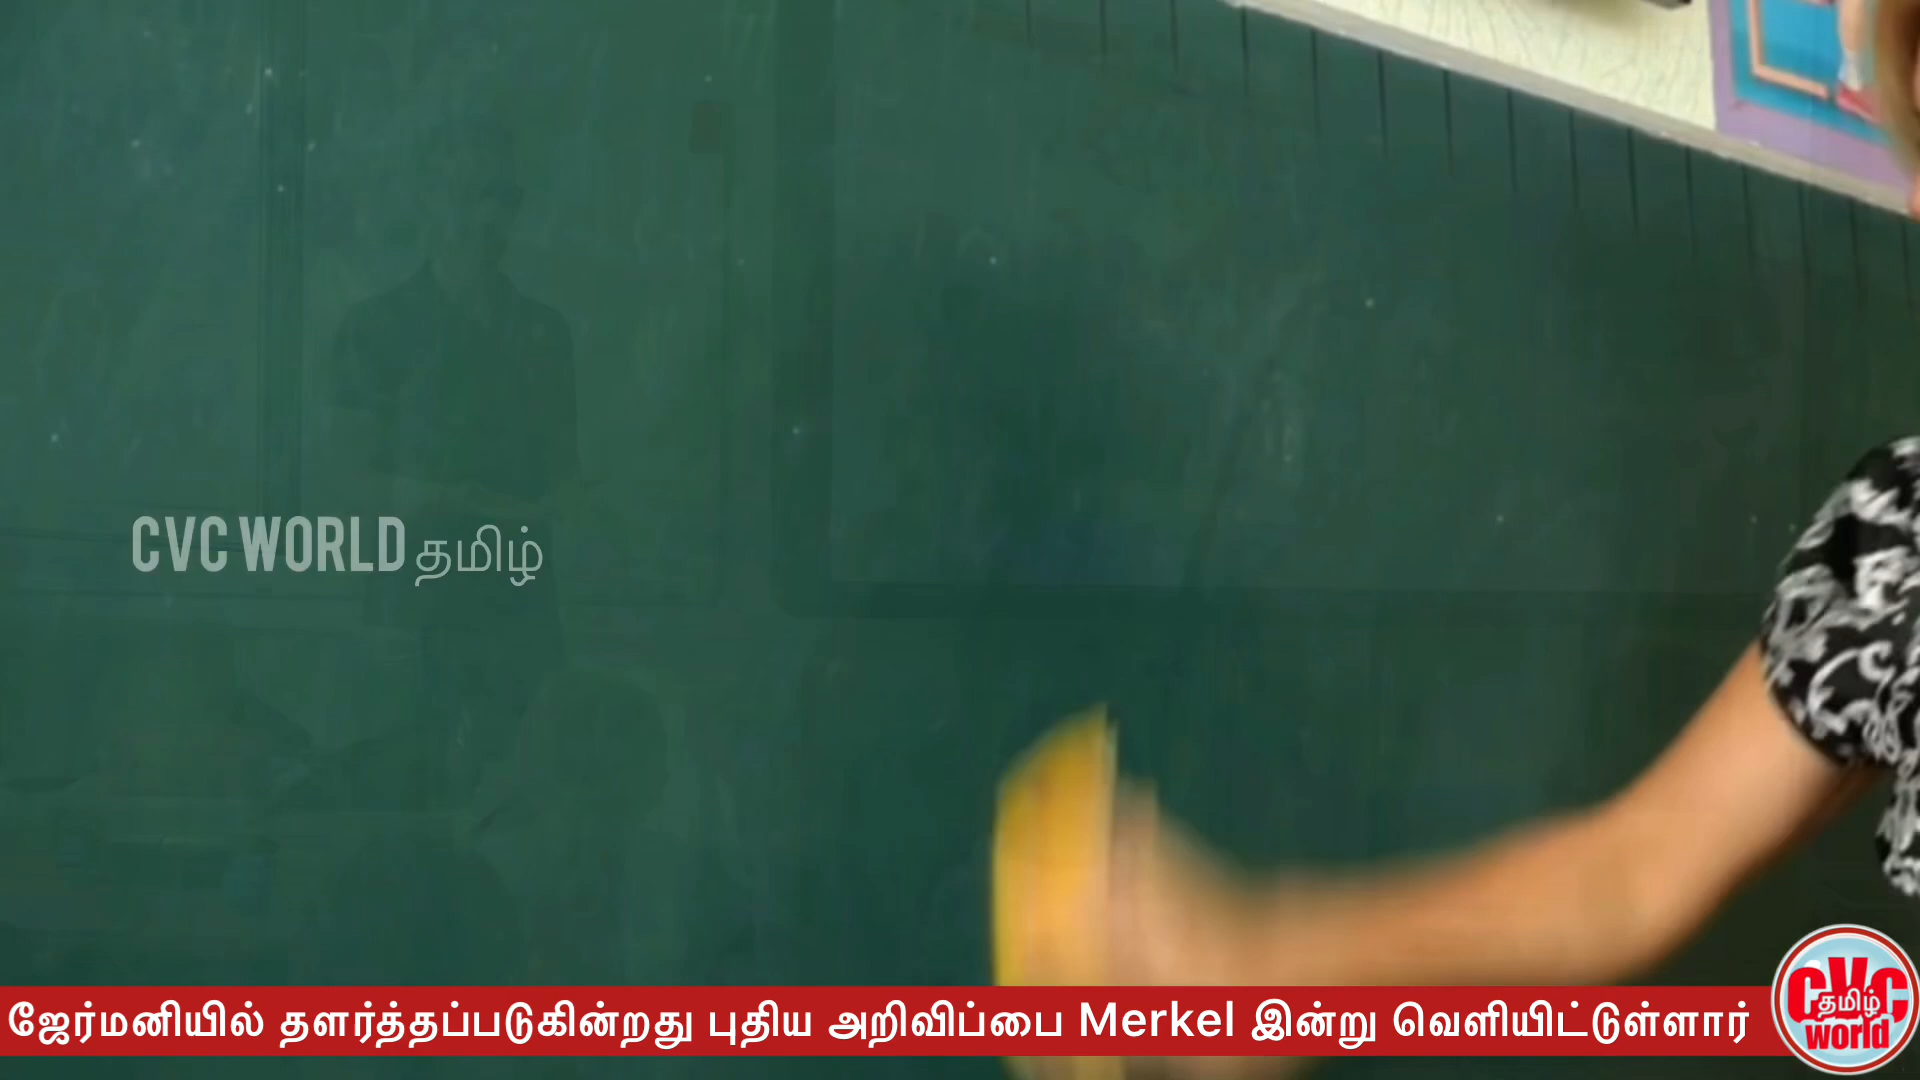 CVC WORLD தமிழ்
ஜேர்மனியில் தளர்த்தப்படுகின்றது புதிய அறிவிப்பை Merkel இன்று வெளியிட்டுள்ளார்
CVC
தமிழ்
world